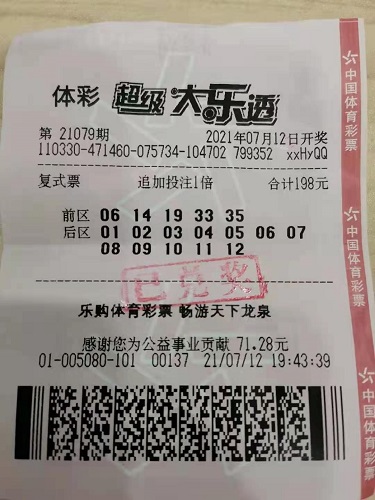 体彩 超级大乐透
第 21079期 2021年07月12日开奖
110330-471460-075734-104702 799352 xxHyQQ
复式票 追加投注1倍 合计198元
前区 06 14 19 33 35
后区 01 02 03 04 05 06 07
08 09 10 11 12
已兑奖
乐购体育彩票 畅游天下龙泉
感谢您为公益事业贡献 71.28元
01-005080-101 00137 21/07/12 19:43:39
中国体育彩票
中国体育彩票
中国体育彩票